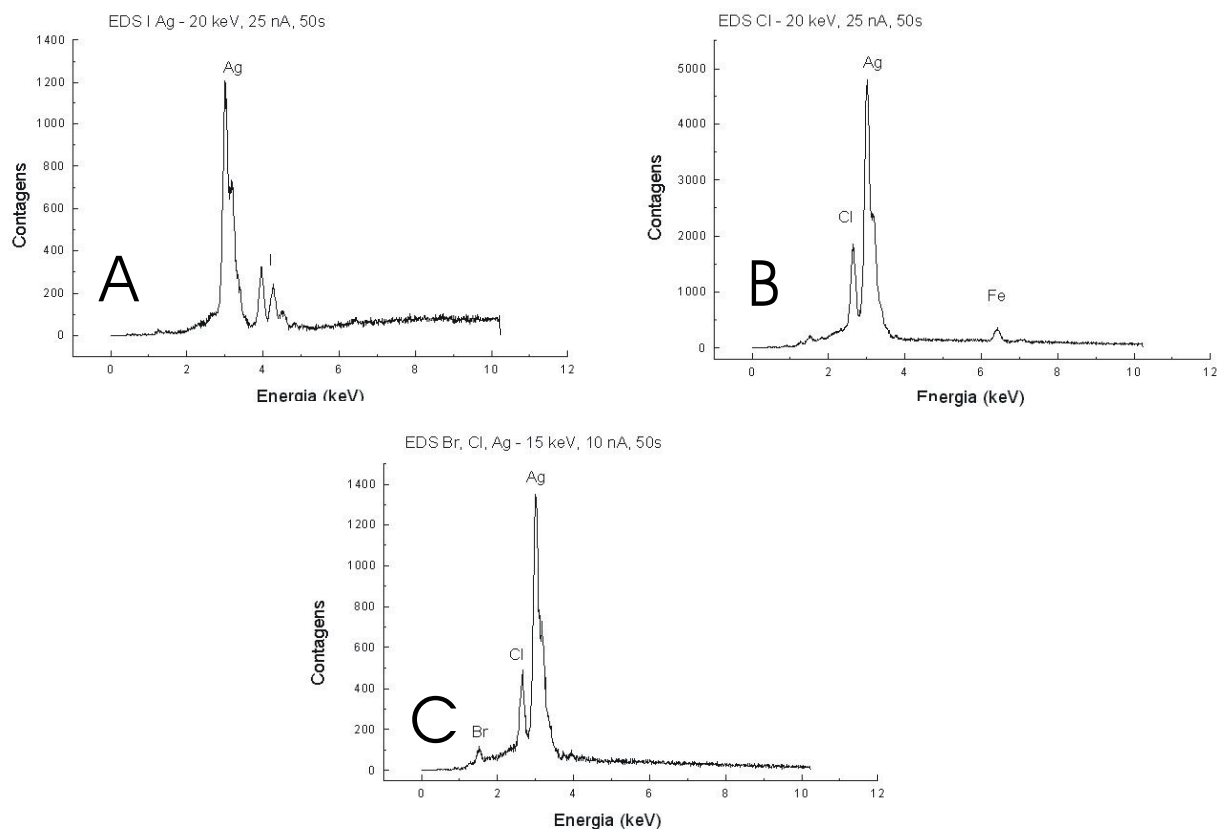 EDS I Ag - 20 keV, 25 nA, 50s
1400
1200
1000
800
600
400
200
0
Contagens
Ag
I
A
0 2 4 6 8 10 12
Energia (keV)
EDS Cl - 20 keV, 25 nA, 50s
5000
4000
3000
2000
1000
0
Contagens
Ag
Cl
Fe
B
0 2 4 6 8 10 12
Energia (keV)
EDS Br, Cl, Ag - 15 keV, 10 nA, 50s
1400
1200
1000
800
600
400
200
0
Contagens
Ag
Cl
Br
C
0 2 4 6 8 10 12
Energia (keV)